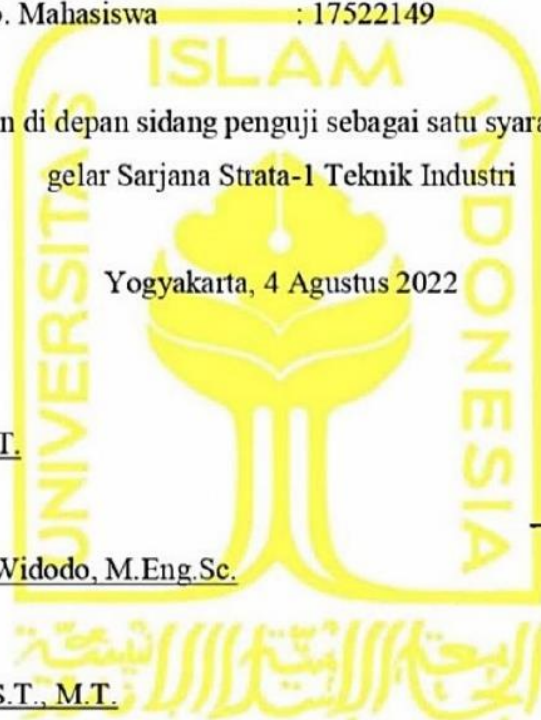 o. Mahasiswa : 17522149
ISLAM
n di depan sidang penguji sebagai satu syara
gelar Sarjana Strata-1 Teknik Industri
Yogyakarta, 4 Agustus 2022
UNIVERSITAS
INDONESIA
T.
Widodo, M.Eng.Sc.
S.T., M.T.